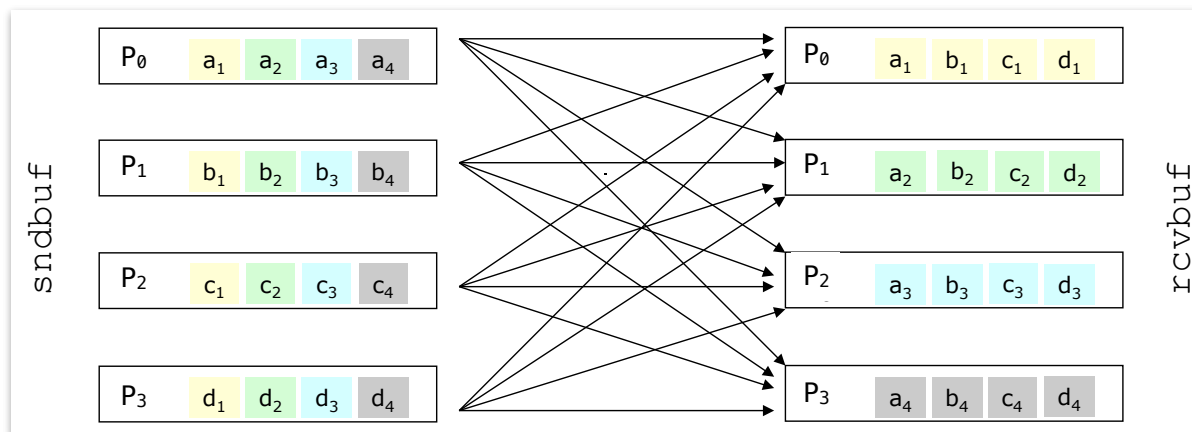 P₀ a₁ a₂ a₃ a₄
P₀ a₁ b₁ c₁ d₁
P₁ b₁ b₂ b₃ b₄
P₁ a₂ b₂ c₂ d₂
sndbuf
rcvbuf
P₂ c₁ c₂ c₃ c₄
P₂ a₃ b₃ c₃ d₃
P₃ d₁ d₂ d₃ d₄
P₃ a₄ b₄ c₄ d₄